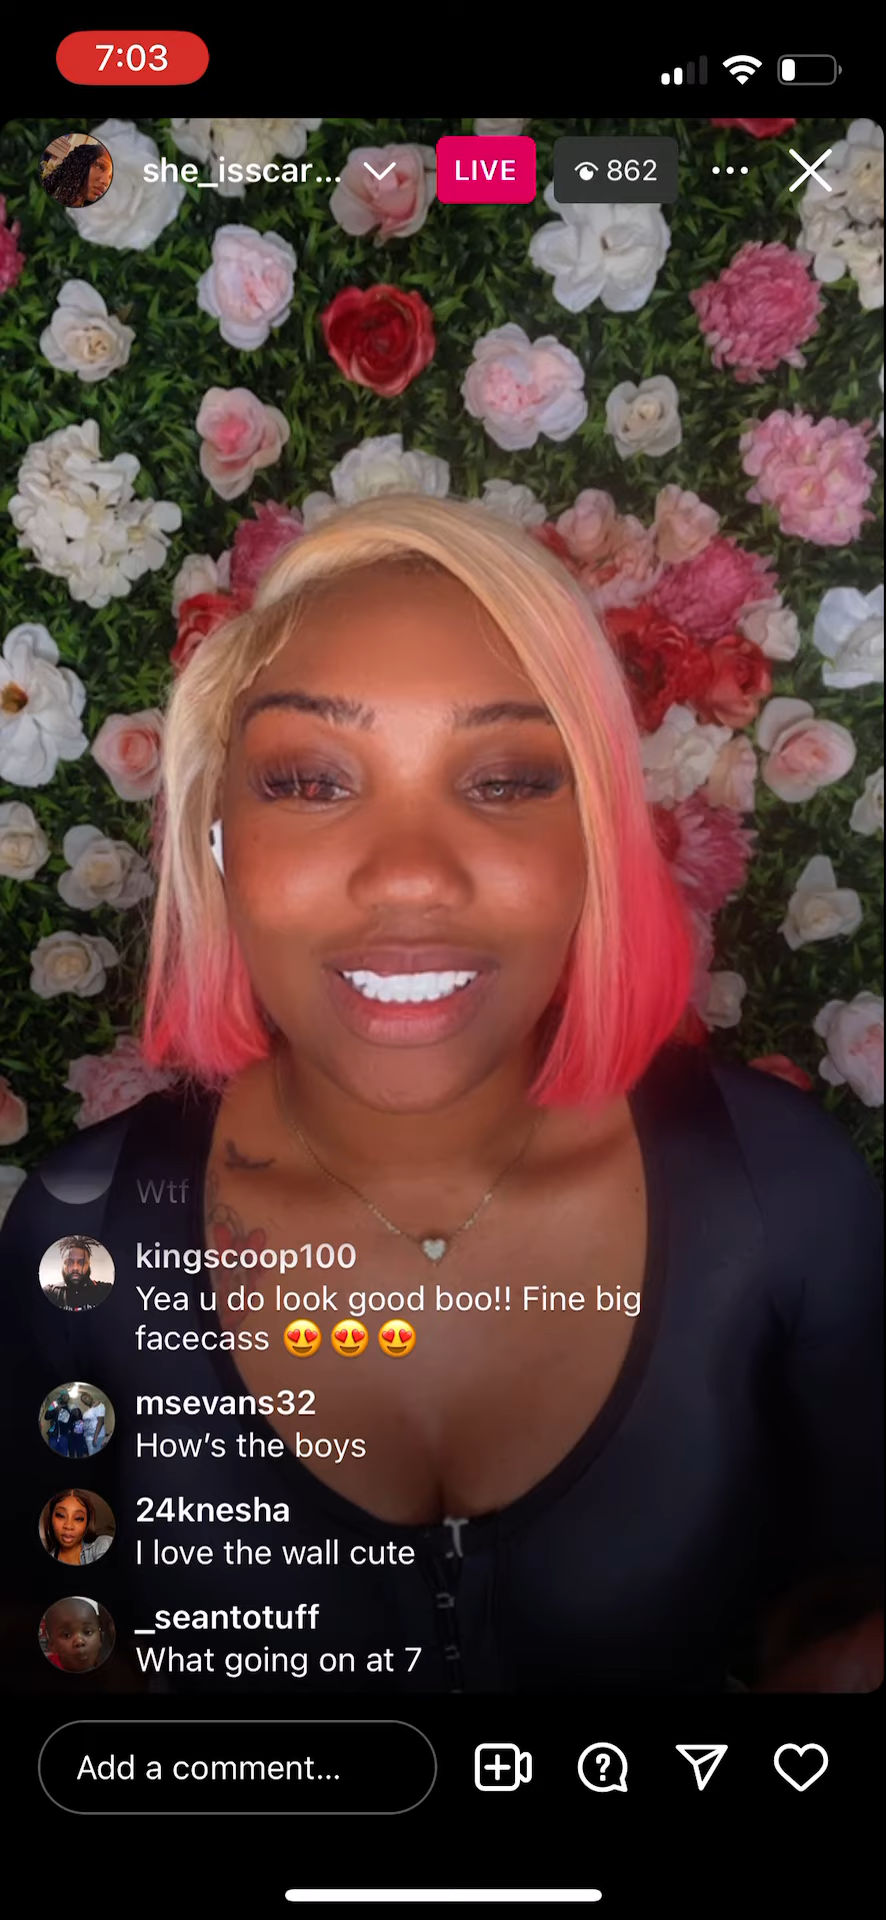 7:03
she_isscar...
LIVE
862
Wtf
kingscoop100
Yea u do look good boo!! Fine big
facecass 😍😍😍
msevans32
How's the boys
24knesha
I love the wall cute
_seantotuff
What going on at 7
Add a comment...